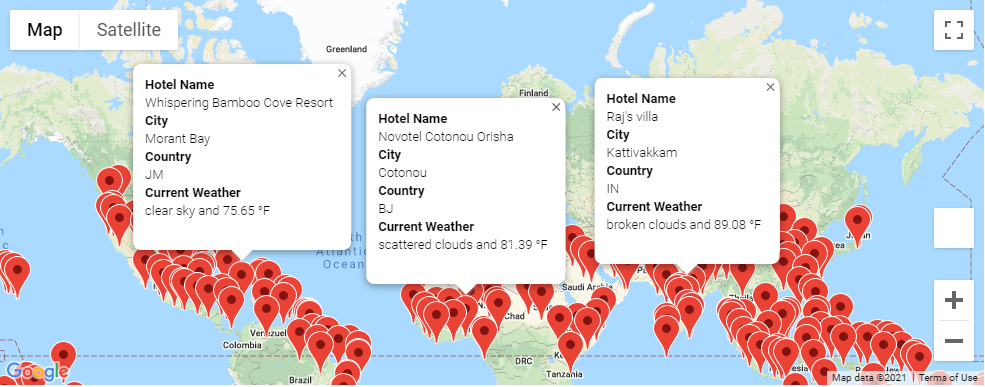 Map
Satellite
Greenland
Finland
Hotel Name
Whispering Bamboo Cove Resort
City
Morant Bay
Country
JM
Current Weather
clear sky and 75.65 °F
Hotel Name
Novotel Cotonou Orisha
City
Cotonou
Country
BJ
Current Weather
scattered clouds and 81.39 °F
Hotel Name
Raj's villa
City
Kattivakkam
Country
IN
Current Weather
broken clouds and 89.08 °F
Atlantic
Ocean
Saudi Arabia
Chad
Venezuela
Colombia
DRC
Tanzania
Brazil
Google
Map data ©2021
Terms of Use